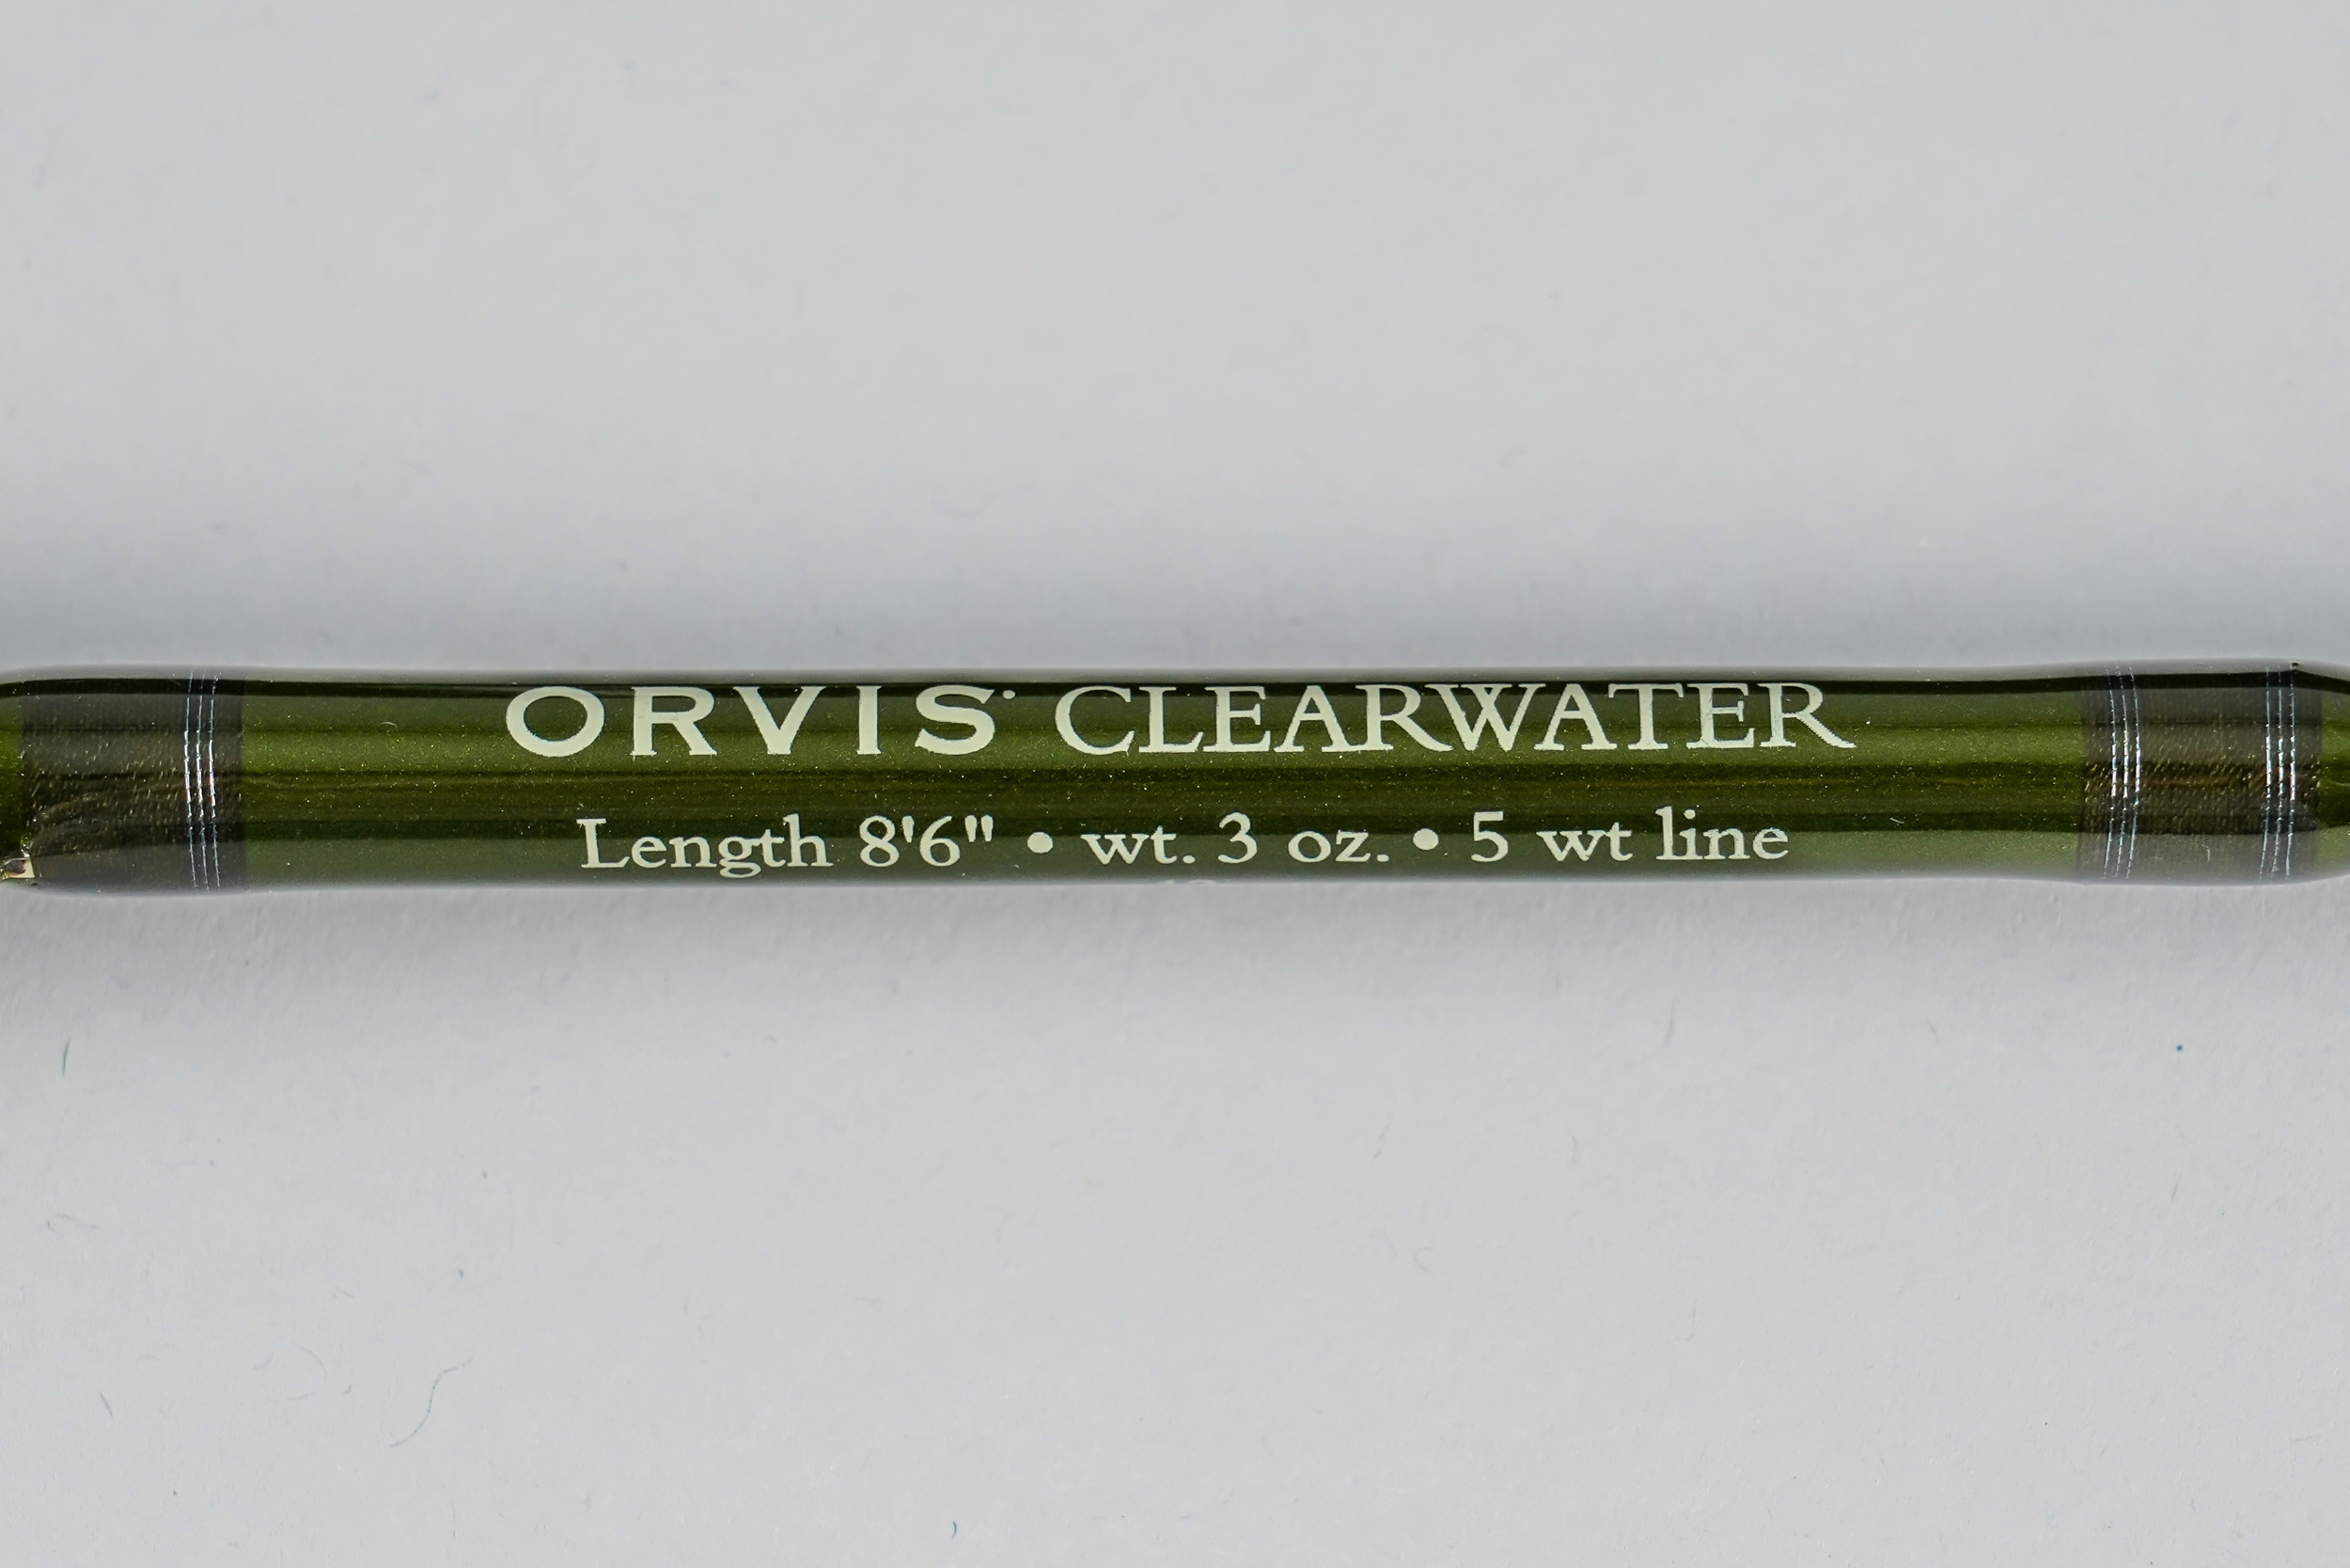 ORVIS CLEARWATER
Length 8'6" • wt. 3 oz. • 5 wt line